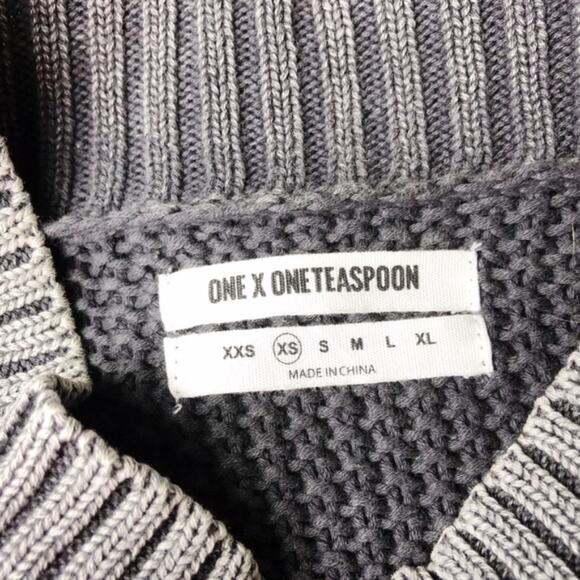 ONE X ONETEASPOON
XXS XS S M L XL
MADE IN CHINA